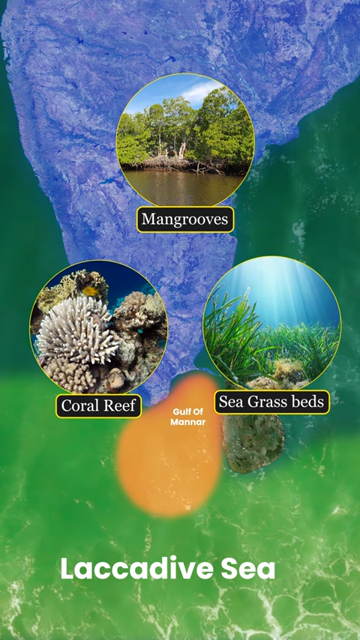 Mangrooves
Coral Reef
Sea Grass beds
Gulf Of
Mannar
Laccadive Sea